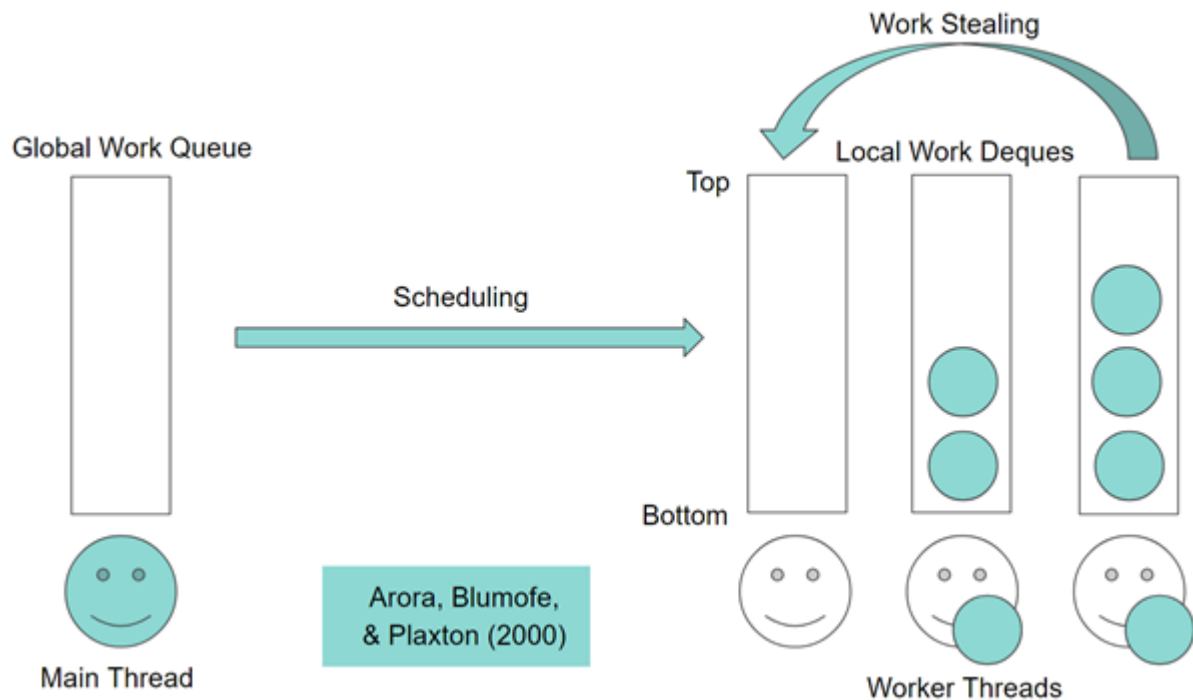 Work Stealing
Global Work Queue
Local Work Deques
Top
Scheduling
Bottom
Arora, Blumofe,
& Plaxton (2000)
Main Thread
Worker Threads